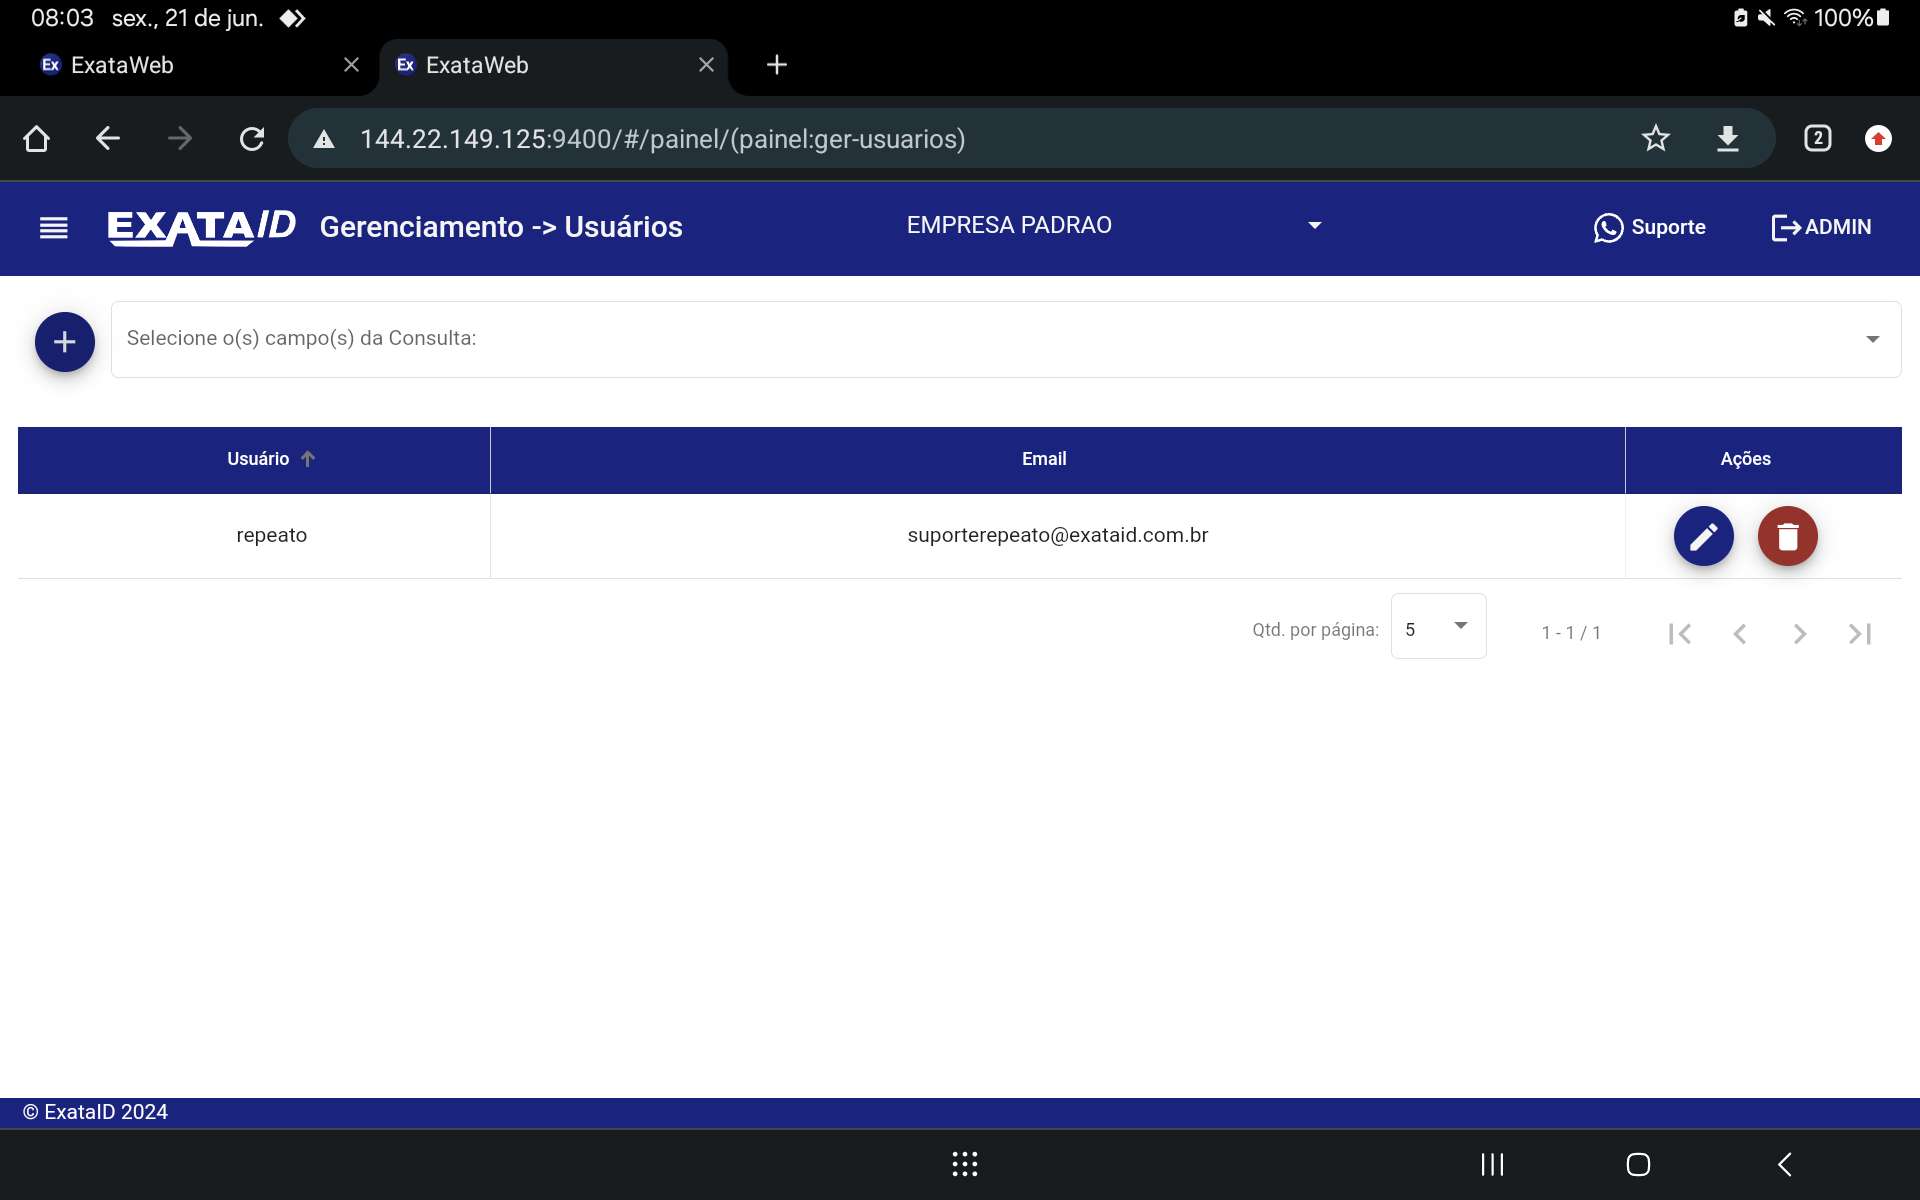 08:03 sex., 21 de jun. 100%
Ex ExataWeb Ex ExataWeb
144.22.149.125:9400/#/painel/(painel:ger-usuarios) 2
EXATAID Gerenciamento -> Usuários EMPRESA PADRAO Suporte ADMIN
Selecione o(s) campo(s) da Consulta:
Usuário Email Ações
repeato suporterepeato@exataid.com.br
Qtd. por página: 5 1 - 1 / 1
© ExataID 2024